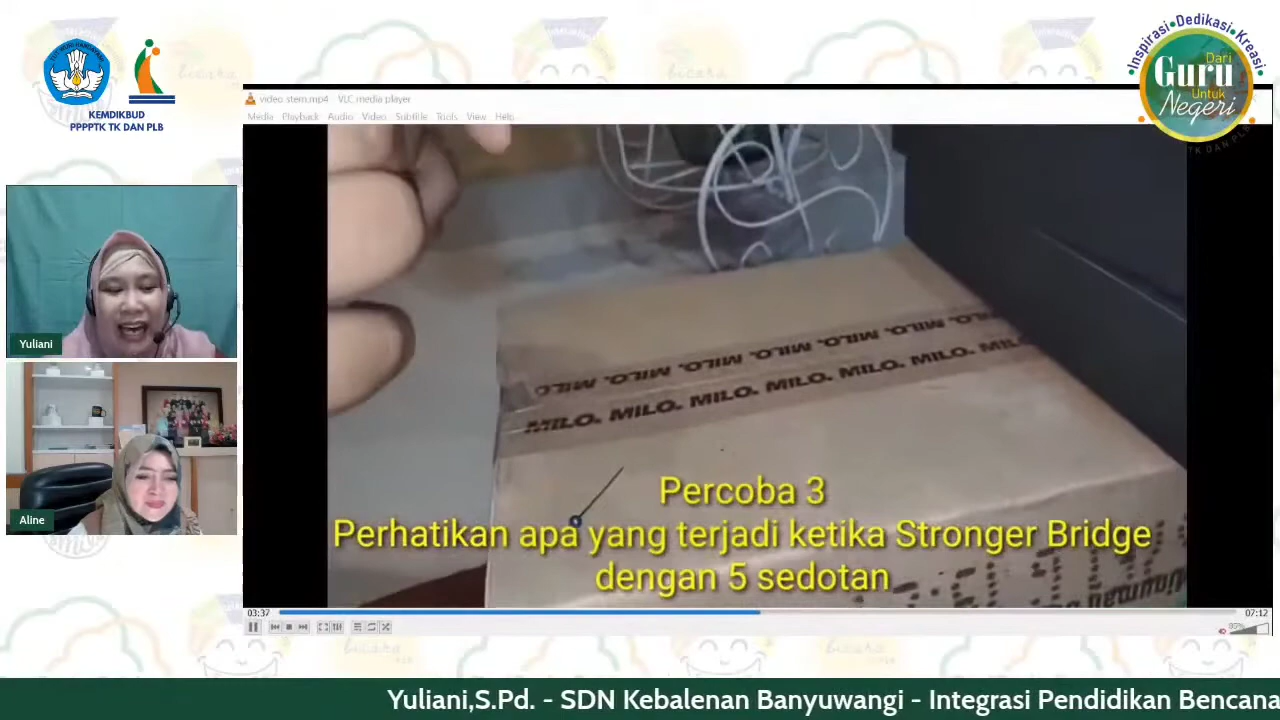 KEMDIKBUD
PPPPTK TK DAN PLB
Inspirasi•Dedikasi•Kreasi
Dari
Guru
Untuk
Negeri
video stem.mp4 - VLC media player
Media Playback Audio Video Subtitle Tools View Help
Yuliani
Aline
MILO. MILO. MILO. MILO. MILO. MILO.
MILO. MILO. MILO. MILO. MILO. MILO. MILO.
Percoba 3
Perhatikan apa yang terjadi ketika Stronger Bridge
dengan 5 sedotan
03:37
07:12
Yuliani,S.Pd. - SDN Kebalenan Banyuwangi - Integrasi Pendidikan Bencana